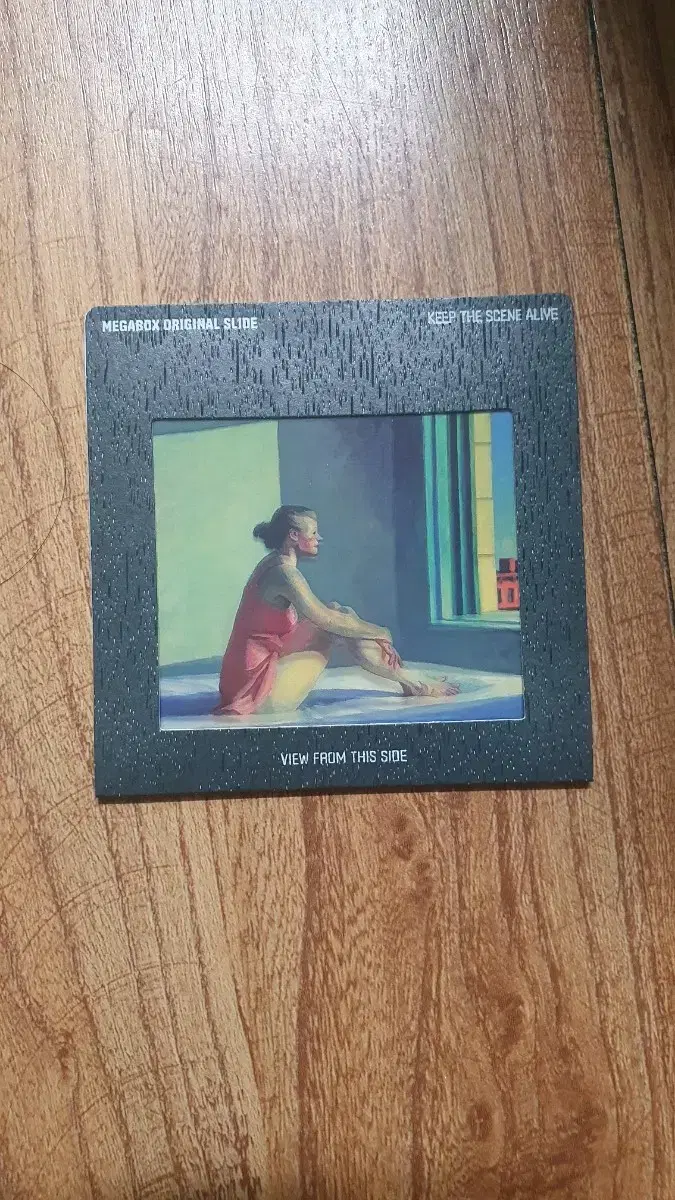 MEGABOX ORIGINAL SLIDE
KEEP THE SCENE ALIVE
VIEW FROM THIS SIDE